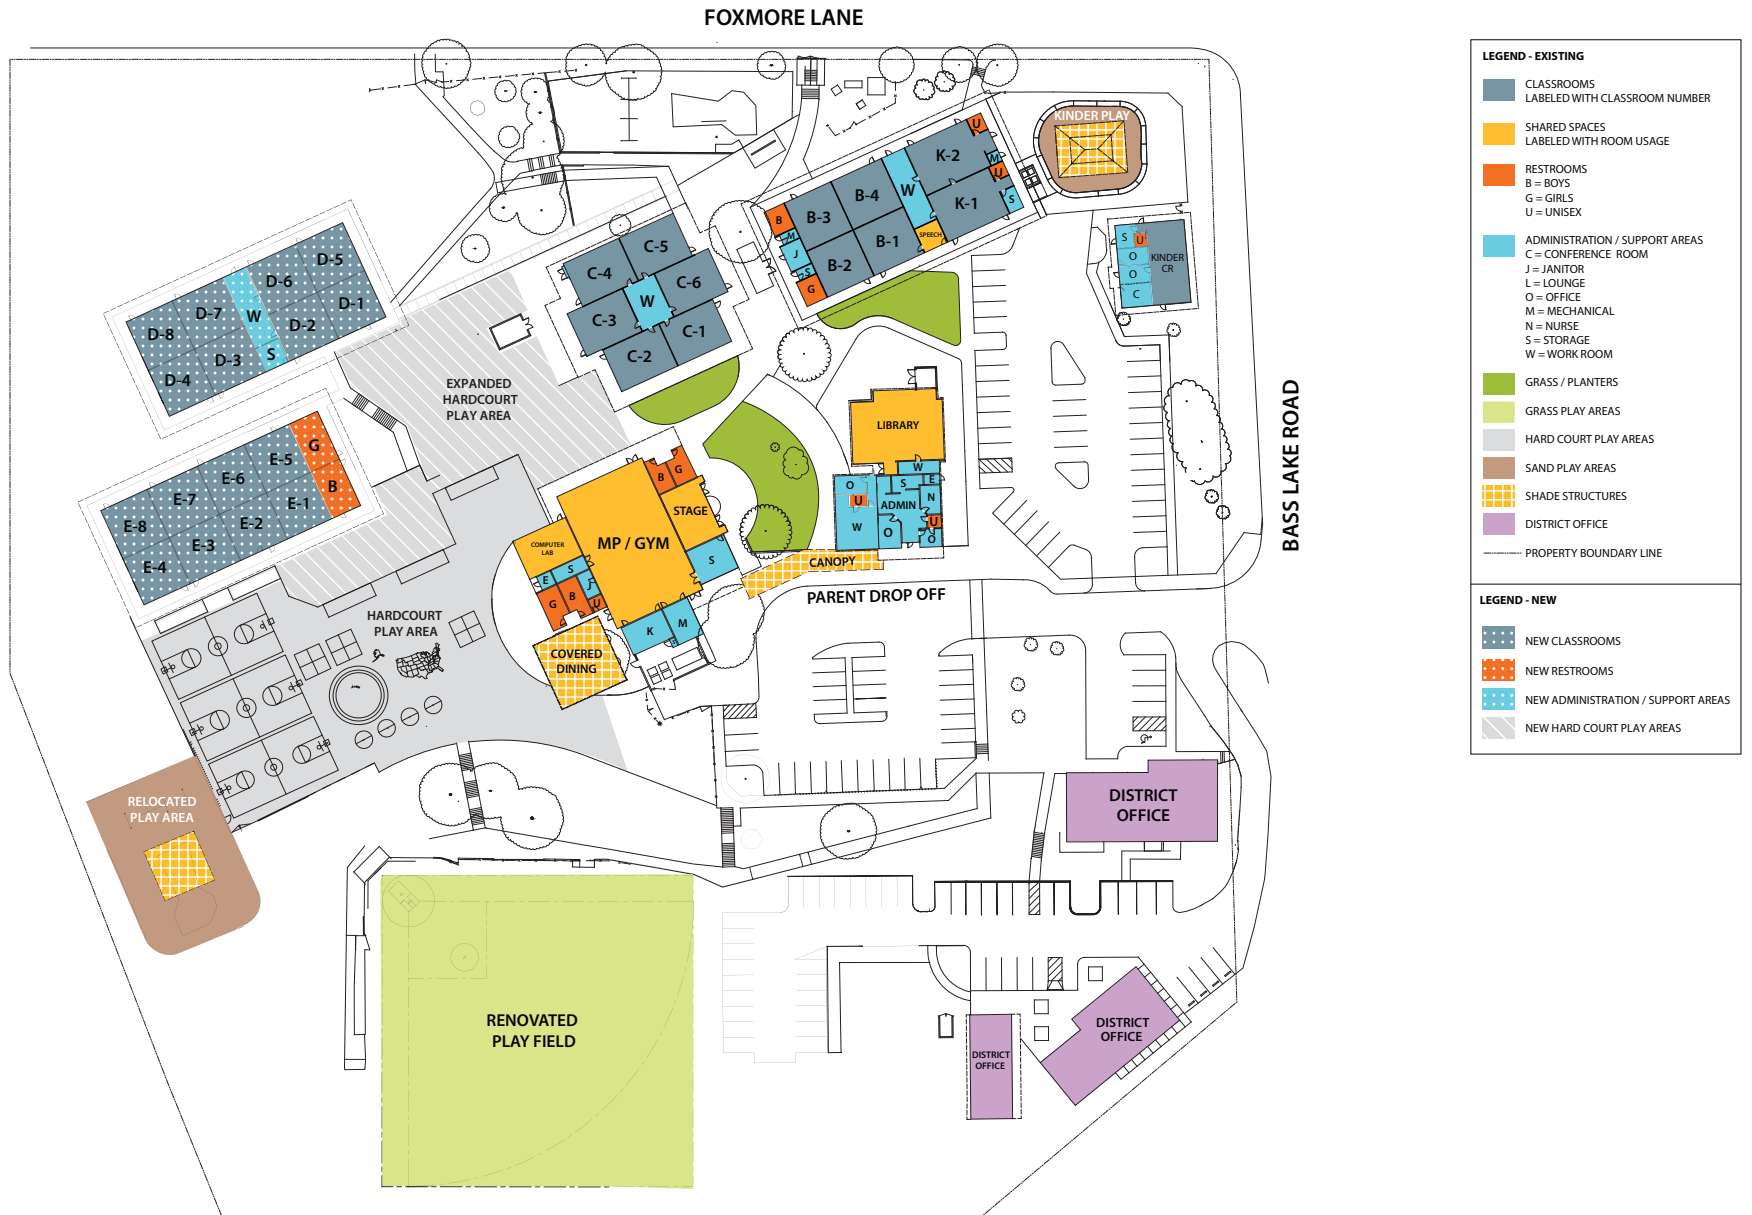 FOXMORE LANE
BASS LAKE ROAD
KINDER PLAY
U
K-2
M
U
K-1
S
W
SPEECH
B-4
B-3
B-1
B-2
B
M
J
S
G
S
U
O
O
C
KINDER
CR
C-5
C-4
C-6
W
C-3
C-1
C-2
D-5
D-6
D-1
D-7
W
D-2
D-8
D-3
S
D-4
EXPANDED
HARDCOURT
PLAY AREA
G
E-5
B
E-6
E-1
E-7
E-2
E-8
E-3
E-4
LIBRARY
W
O
S
E
U
ADMIN
N
W
O
U
O
B
G
STAGE
MP / GYM
COMPUTER
LAB
S
E
S
J
G
B
U
K
M
CANOPY
PARENT DROP OFF
COVERED
DINING
HARDCOURT
PLAY AREA
RELOCATED
PLAY AREA
DISTRICT
OFFICE
RENOVATED
PLAY FIELD
DISTRICT
OFFICE
DISTRICT
OFFICE
LEGEND - EXISTING
CLASSROOMS
LABELED WITH CLASSROOM NUMBER
SHARED SPACES
LABELED WITH ROOM USAGE
RESTROOMS
B = BOYS
G = GIRLS
U = UNISEX
ADMINISTRATION / SUPPORT AREAS
C = CONFERENCE ROOM
J = JANITOR
L = LOUNGE
O = OFFICE
M = MECHANICAL
N = NURSE
S = STORAGE
W = WORK ROOM
GRASS / PLANTERS
GRASS PLAY AREAS
HARD COURT PLAY AREAS
SAND PLAY AREAS
SHADE STRUCTURES
DISTRICT OFFICE
PROPERTY BOUNDARY LINE
LEGEND - NEW
NEW CLASSROOMS
NEW RESTROOMS
NEW ADMINISTRATION / SUPPORT AREAS
NEW HARD COURT PLAY AREAS